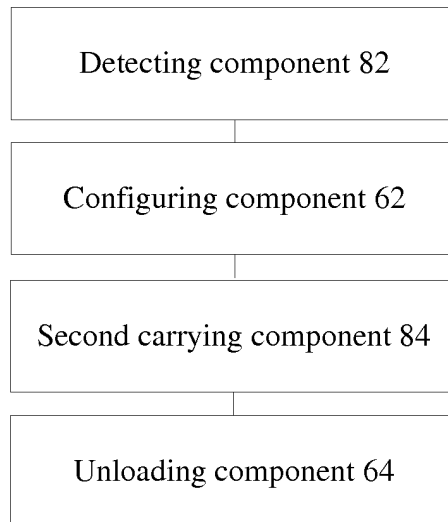 Detecting component 82
Configuring component 62
Second carrying component 84
Unloading component 64